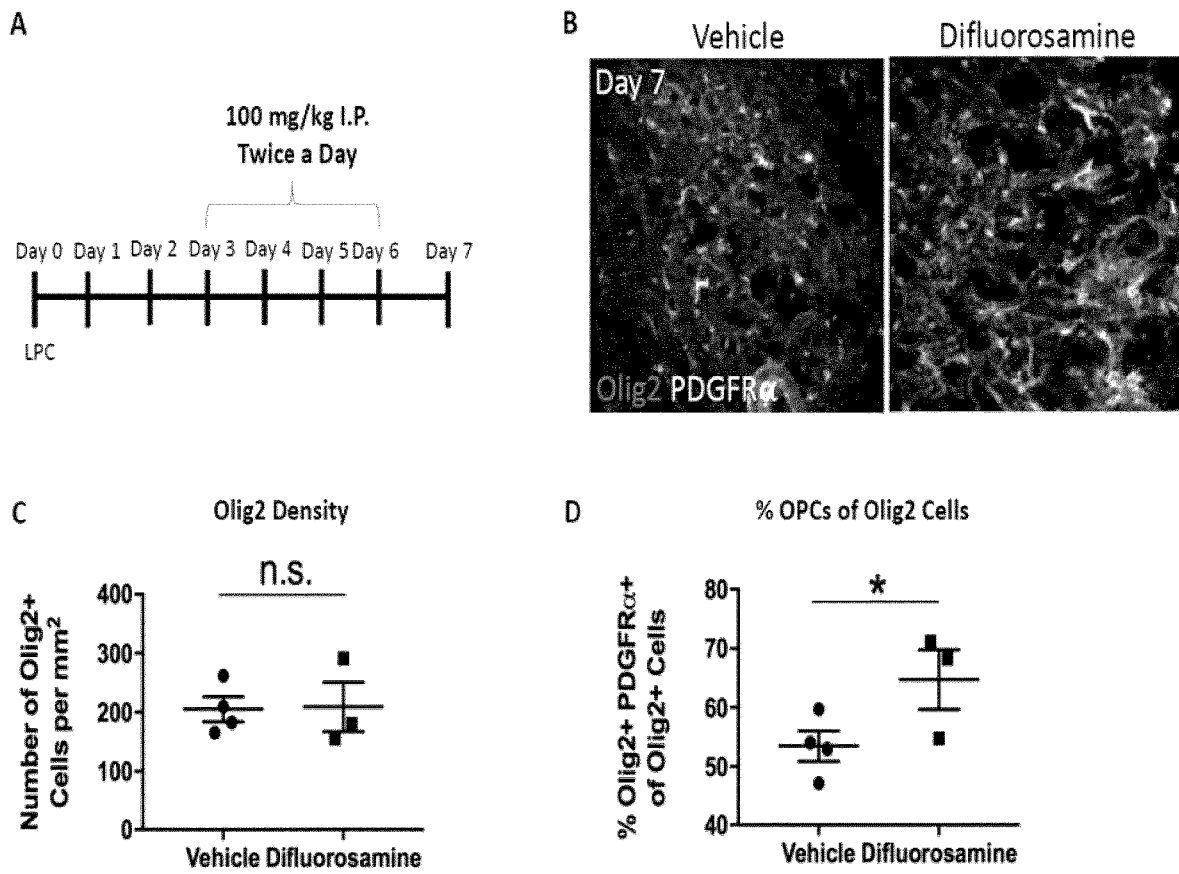 A
100 mg/kg I.P.
Twice a Day
Day 0 Day 1 Day 2 Day 3 Day 4 Day 5 Day 6 Day 7
LPC
B
Vehicle Difluorosamine
Day 7
Olig2 PDGFRα
C
Olig2 Density
n.s.
Number of Olig2+
Cells per mm²
400
300
200
100
0
Vehicle Difluorosamine
D
% OPCs of Olig2 Cells
*
% Olig2+ PDGFRα+
of Olig2+ Cells
80
70
60
50
40
Vehicle Difluorosamine